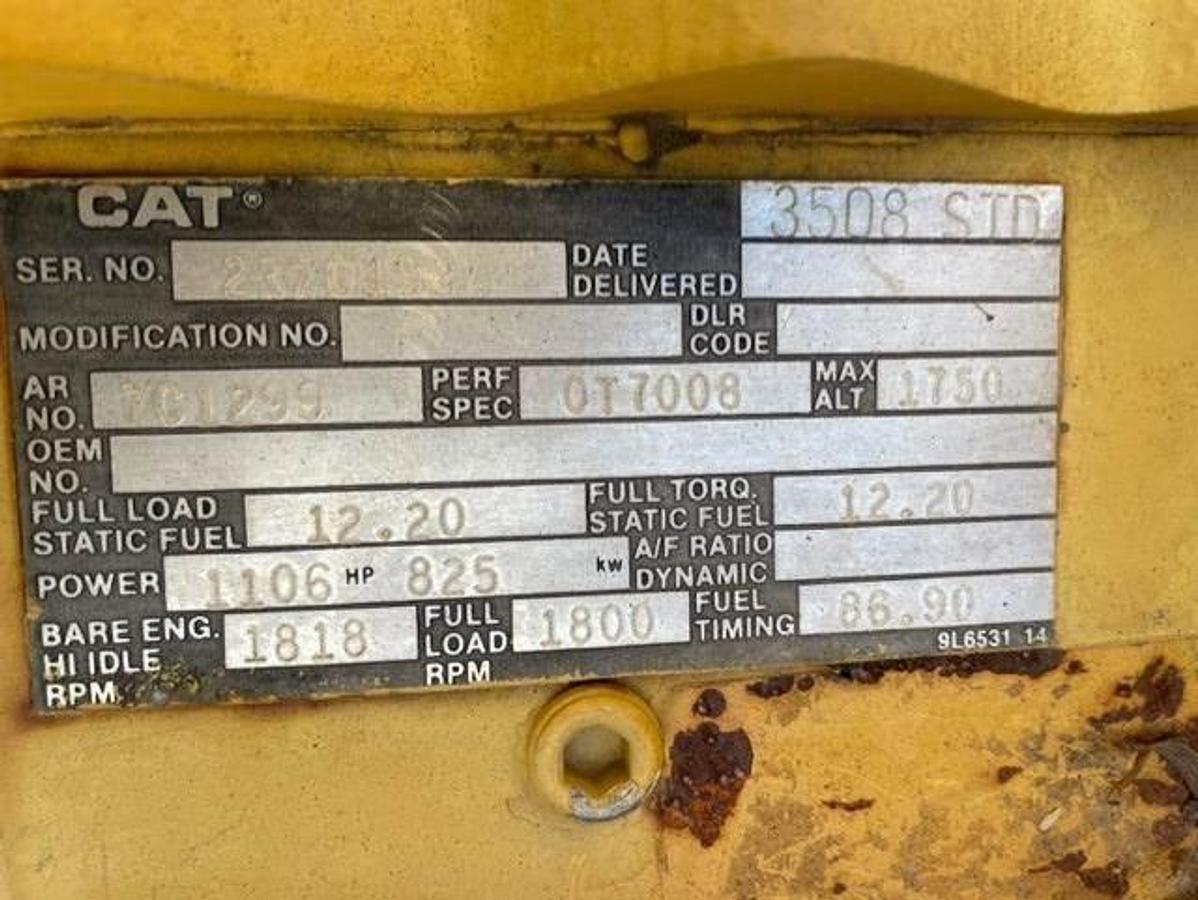 CAT® 3508 STD
SER. NO. DATE DELIVERED
MODIFICATION NO. DLR CODE
AR NO. 7C1299 PERF SPEC 0T7008 MAX ALT 1750
OEM NO.
FULL LOAD STATIC FUEL 12.20 FULL TORQ. STATIC FUEL 12.20
POWER 1106 HP 825 kw A/F RATIO DYNAMIC
BARE ENG. HI IDLE RPM 1818 FULL LOAD RPM 1800 FUEL TIMING 86.90
9L6531 14